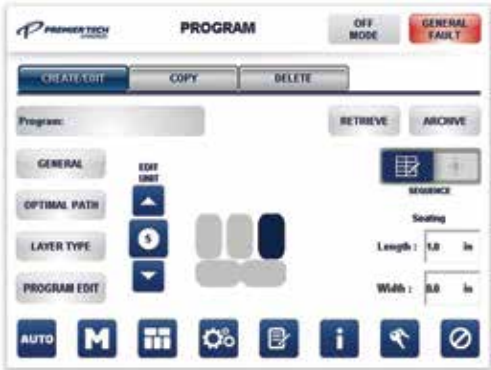 PREMIER TECH
PROGRAM
OFF MODE
GENERAL FAULT
CREATE/EDIT
COPY
DELETE
Program:
RETRIEVE
ARCHIVE
GENERAL
EDIT UNIT
OPTIMAL PATH
SEQUENCE
Seating
LAYER TYPE
5
Length : 1.0 in
PROGRAM EDIT
Width : 0.0 in
AUTO
M
i